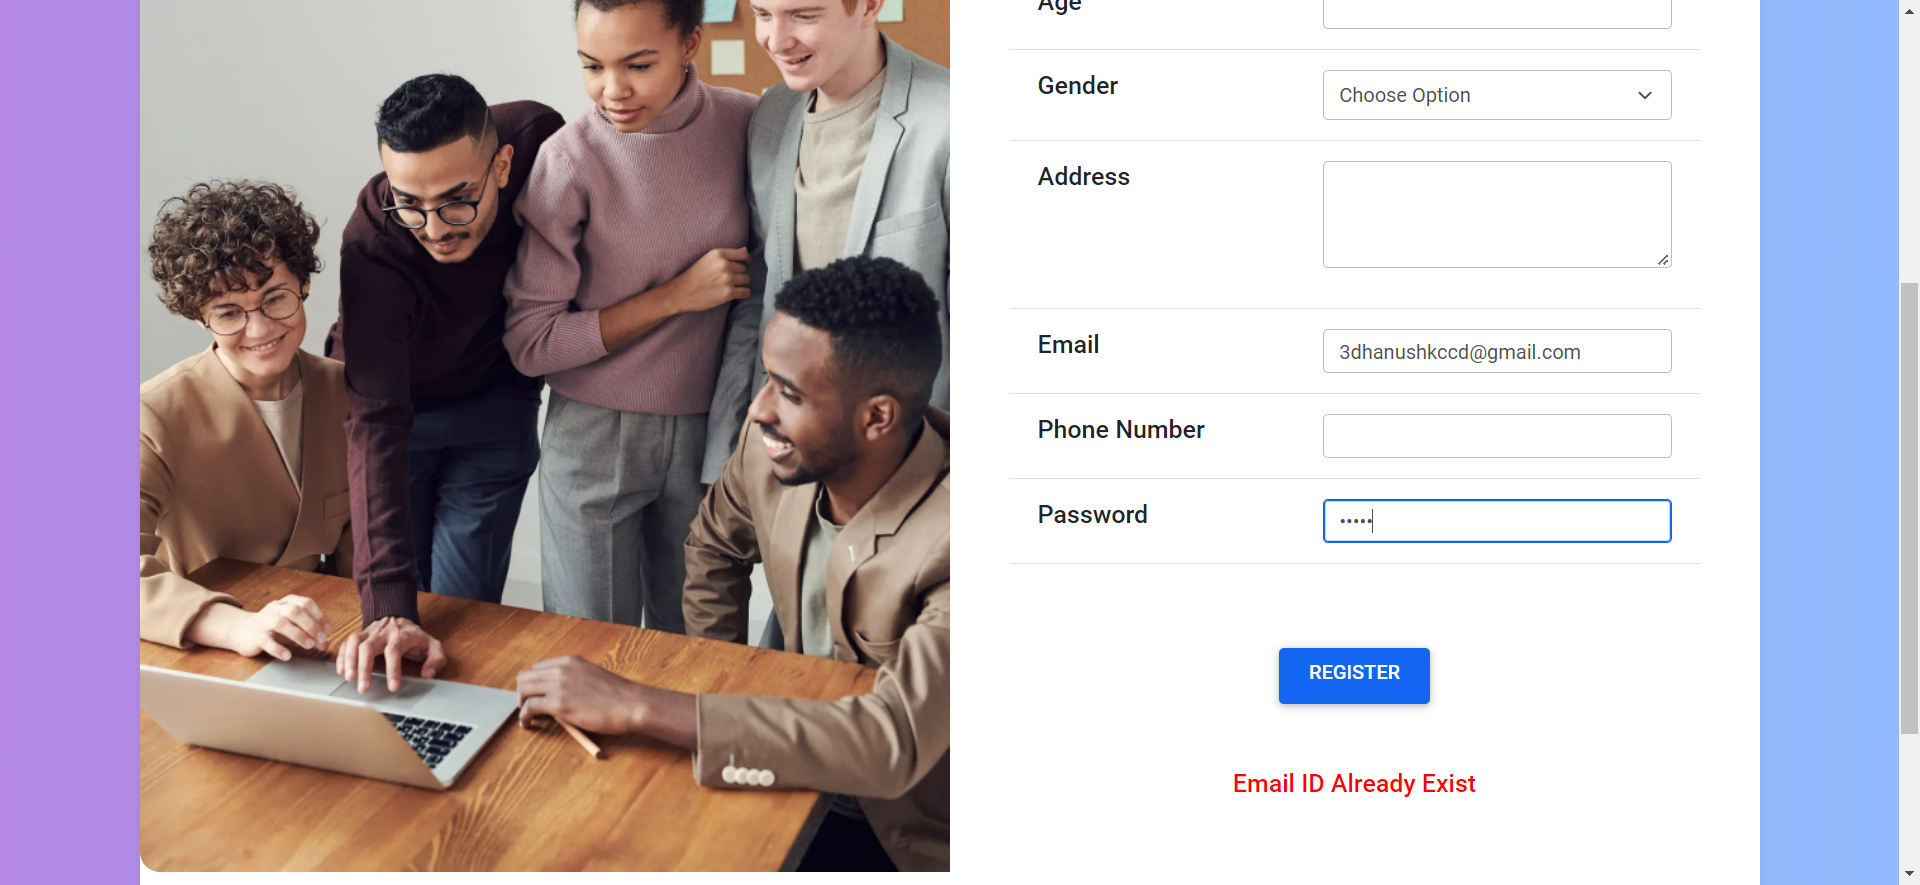 Age
Gender
Choose Option
Address
Email
3dhanushkccd@gmail.com
Phone Number
Password
•••••
REGISTER
Email ID Already Exist